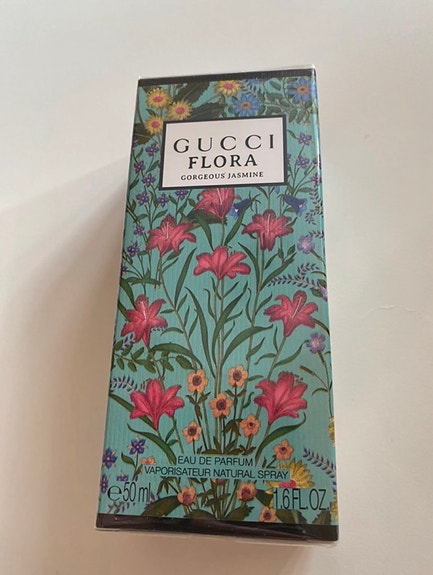 GUCCI
FLORA
GORGEOUS JASMINE
EAU DE PARFUM
VAPORISATEUR NATURAL SPRAY
℮50 ml 1.6 FL.OZ.